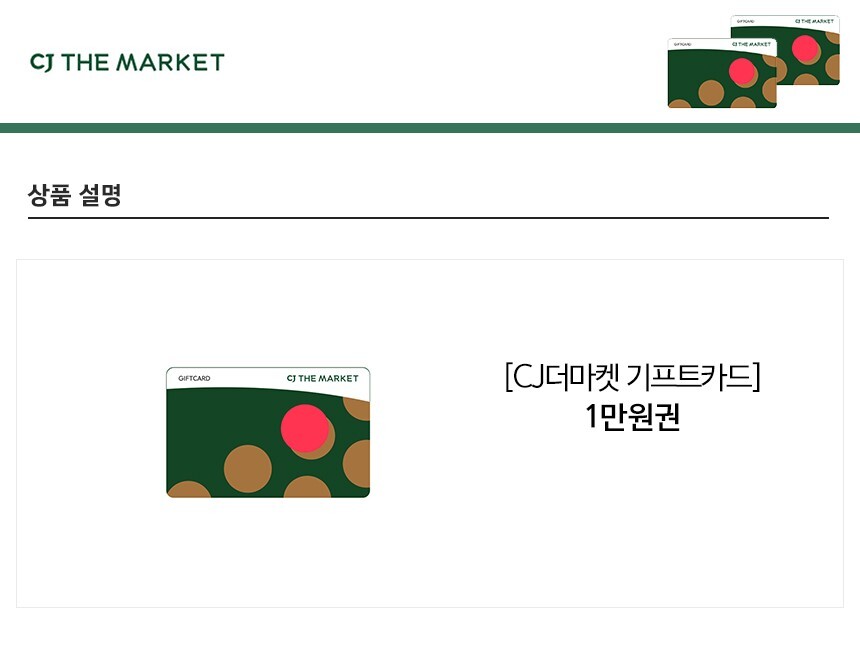 CJ THE MARKET
GIFTCARD CJ THE MARKET
GIFTCARD CJ THE MARKET
상품 설명
GIFTCARD CJ THE MARKET
[CJ더마켓 기프트카드]
1만원권